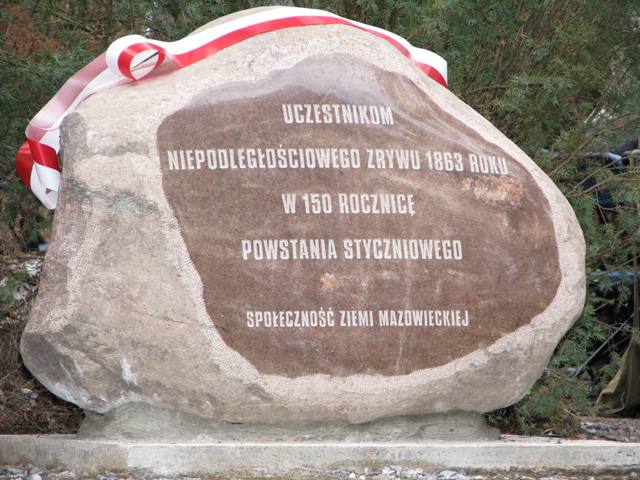 UCZESTNIKOM
NIEPODLEGŁOŚCIOWEGO ZRYWU 1863 ROKU
W 150 ROCZNICĘ
POWSTANIA STYCZNIOWEGO
SPOŁECZNOŚĆ ZIEMI MAZOWIECKIEJ